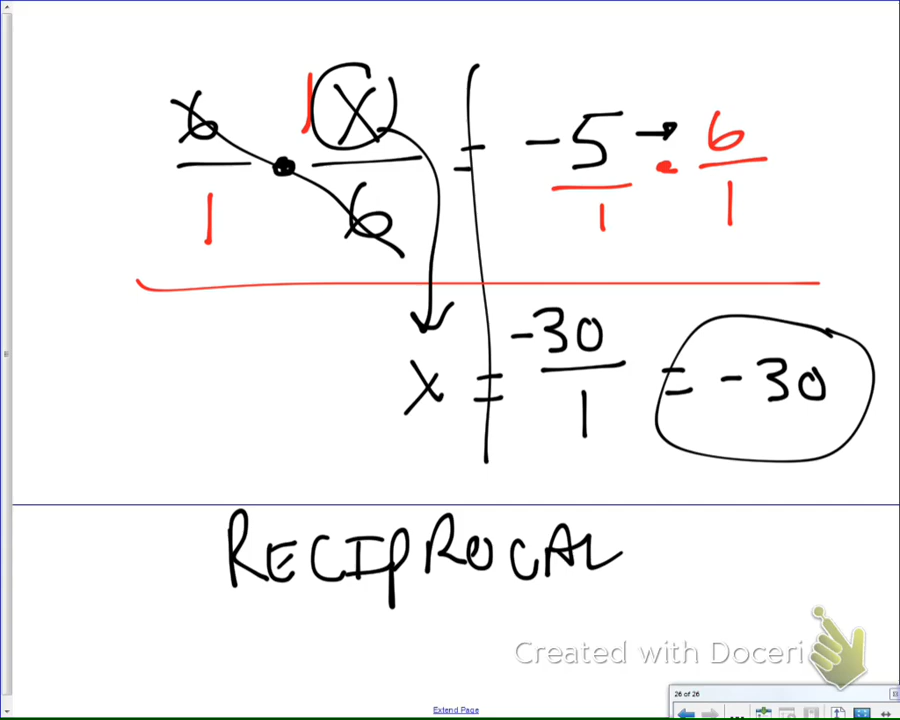 6/1 • 1x/6 = -5/1 → • 6/1
x = -30/1 = -30
RECIPROCAL
Created with Doceri
26 of 26
Extend Page